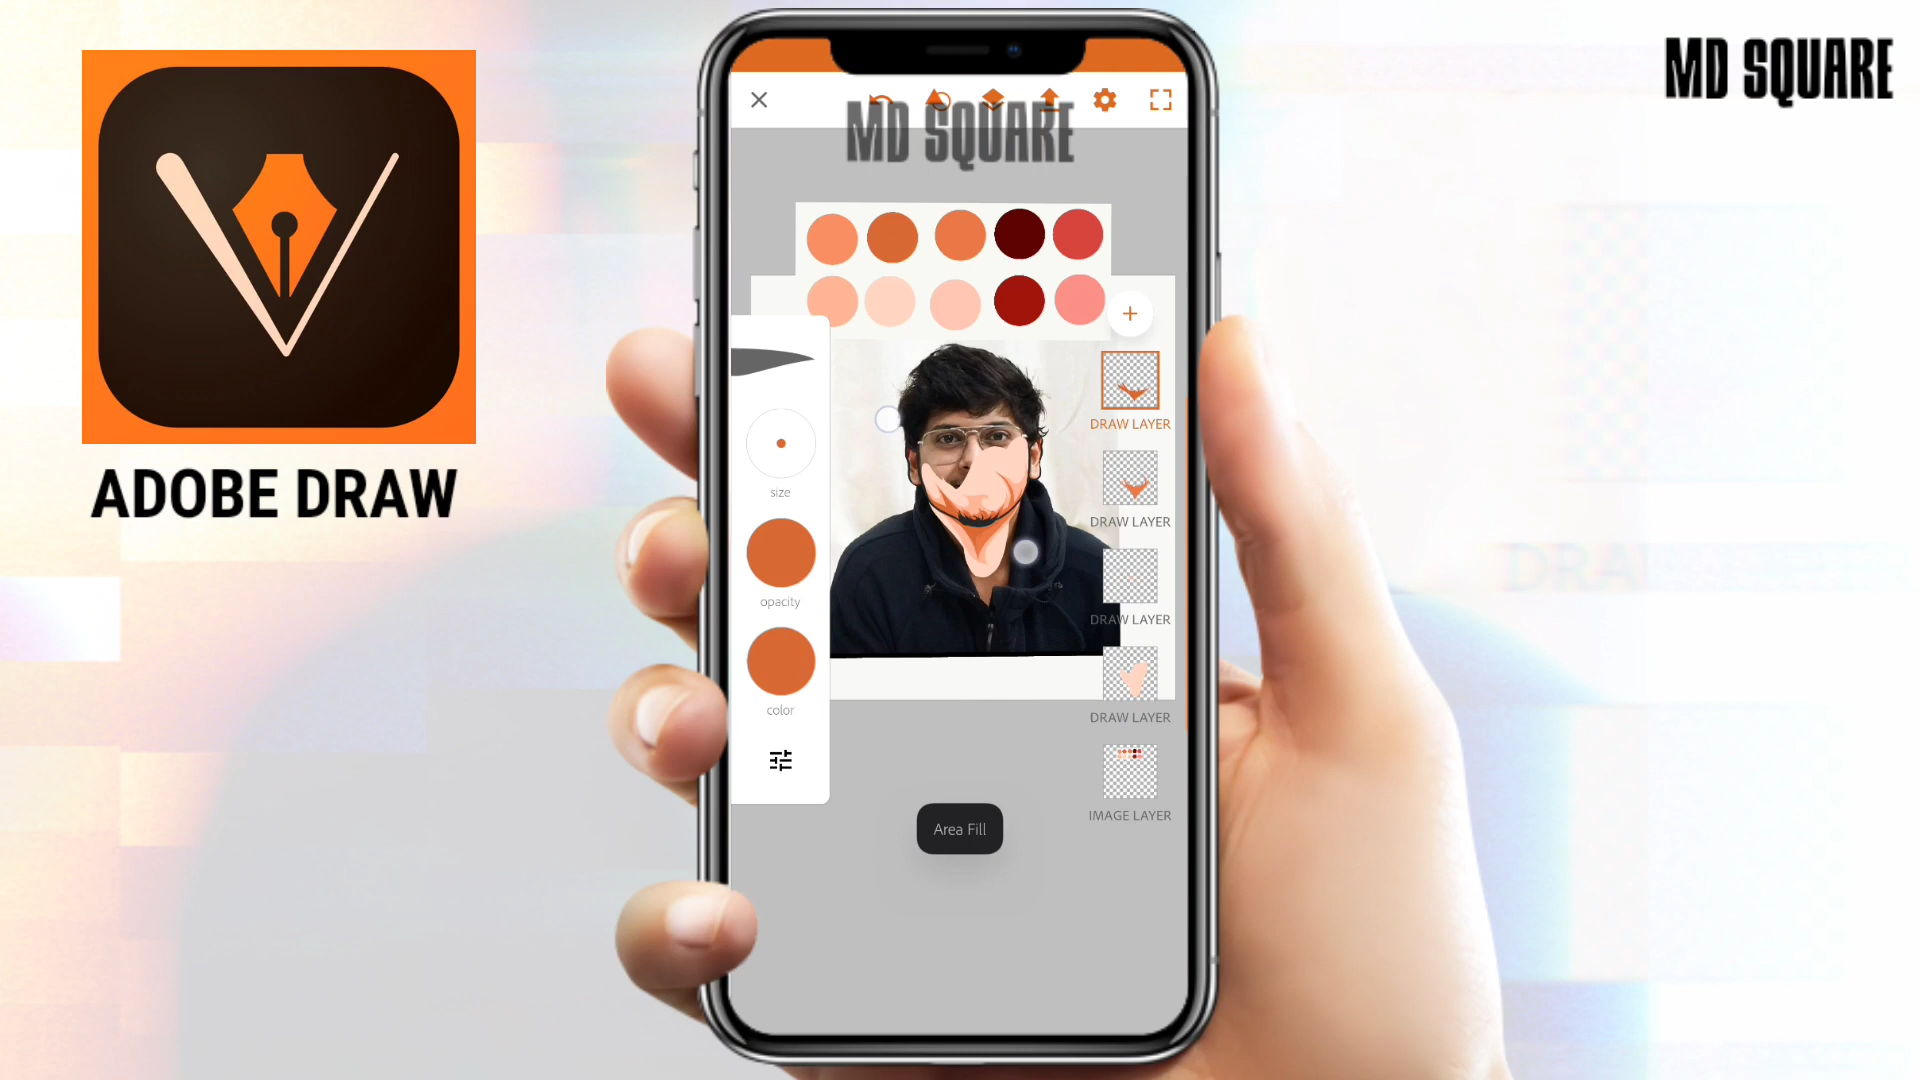 MD SQUARE
ADOBE DRAW
MD SQUARE
size
opacity
color
DRAW LAYER
DRAW LAYER
DRAW LAYER
DRAW LAYER
IMAGE LAYER
Area Fill